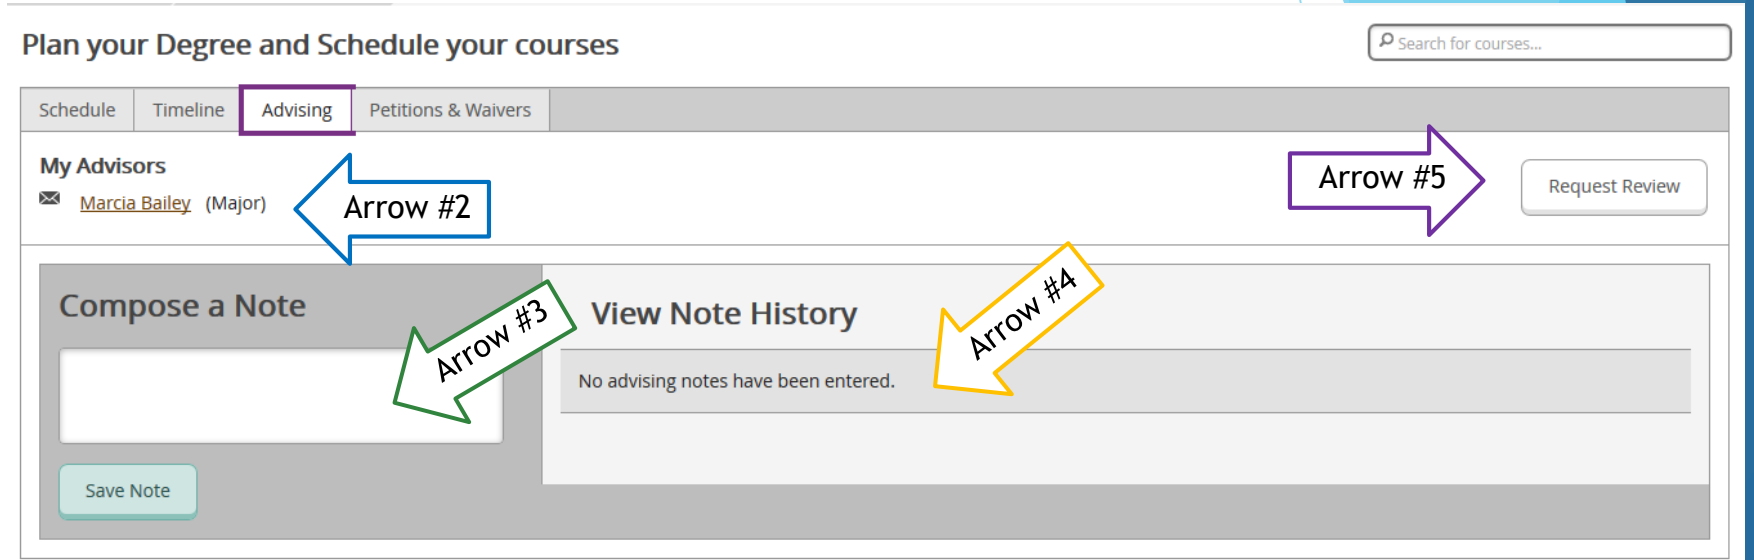 Plan your Degree and Schedule your courses
Search for courses...
Schedule Timeline Advising Petitions & Waivers
My Advisors
Marcia Bailey (Major)
Arrow #2
Arrow #5
Request Review
Compose a Note
Arrow #3
View Note History
Arrow #4
No advising notes have been entered.
Save Note